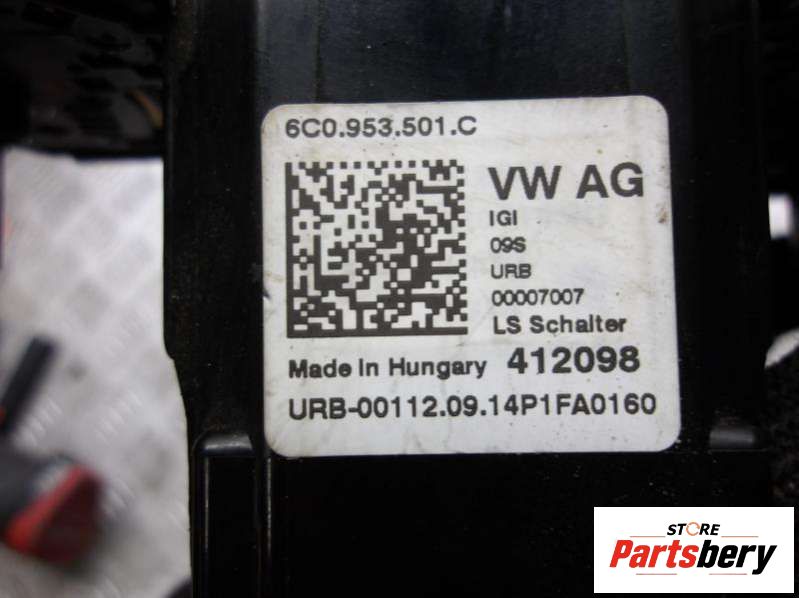 6C0.953.501.C
VW AG
IGI
09S
URB
00007007
LS Schalter
Made in Hungary 412098
URB-00112.09.14P1FA0160
STORE
Partsbery